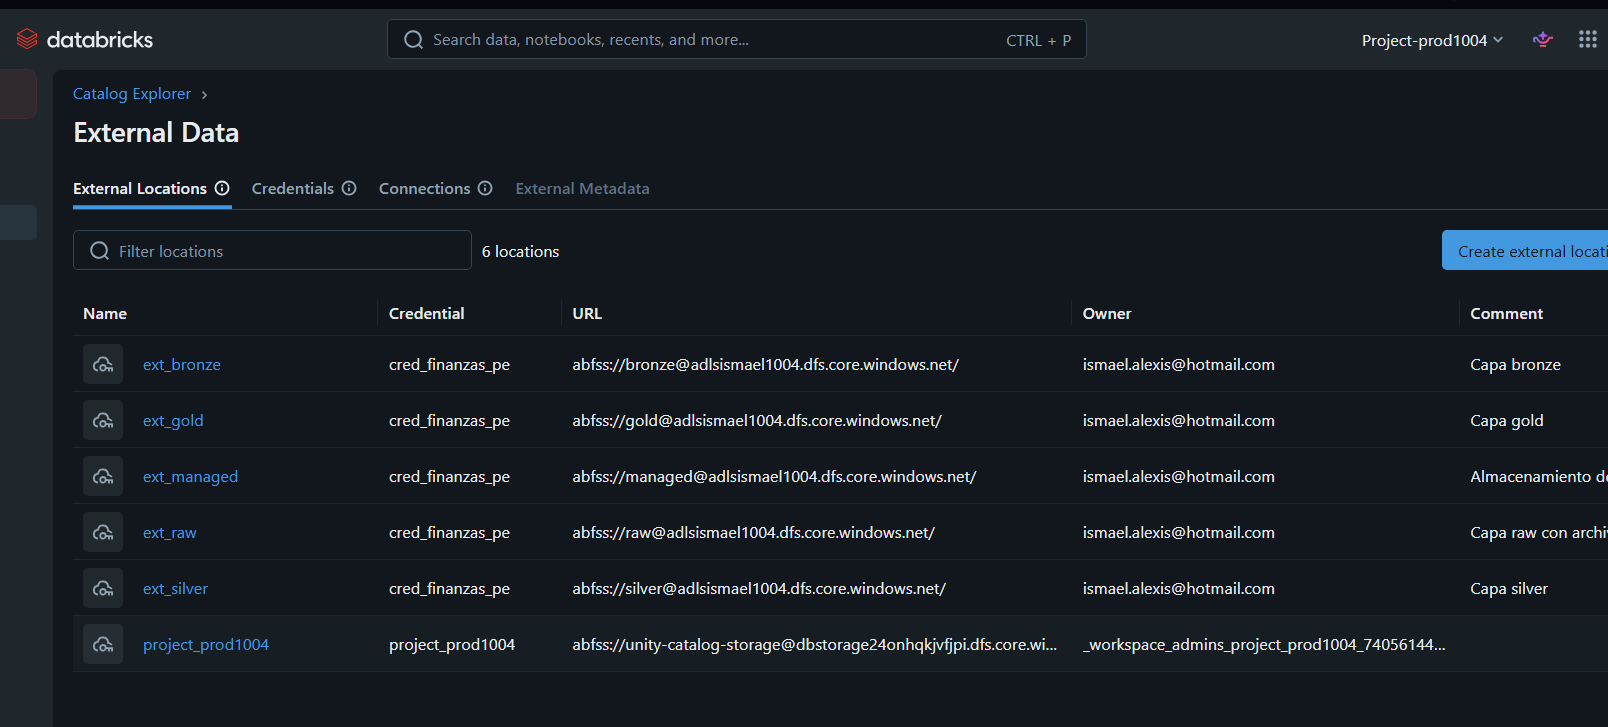 databricks
Search data, notebooks, recents, and more...
CTRL + P
Project-prod1004
Catalog Explorer
External Data
External Locations Credentials Connections External Metadata
Filter locations
6 locations
Create external locati
Name Credential URL Owner Comment
ext_bronze cred_finanzas_pe abfss://bronze@adlsismael1004.dfs.core.windows.net/ ismael.alexis@hotmail.com Capa bronze
ext_gold cred_finanzas_pe abfss://gold@adlsismael1004.dfs.core.windows.net/ ismael.alexis@hotmail.com Capa gold
ext_managed cred_finanzas_pe abfss://managed@adlsismael1004.dfs.core.windows.net/ ismael.alexis@hotmail.com Almacenamiento de
ext_raw cred_finanzas_pe abfss://raw@adlsismael1004.dfs.core.windows.net/ ismael.alexis@hotmail.com Capa raw con archi
ext_silver cred_finanzas_pe abfss://silver@adlsismael1004.dfs.core.windows.net/ ismael.alexis@hotmail.com Capa silver
project_prod1004 project_prod1004 abfss://unity-catalog-storage@dbstorage24onhqkjvfjpi.dfs.core.wi... _workspace_admins_project_prod1004_74056144...